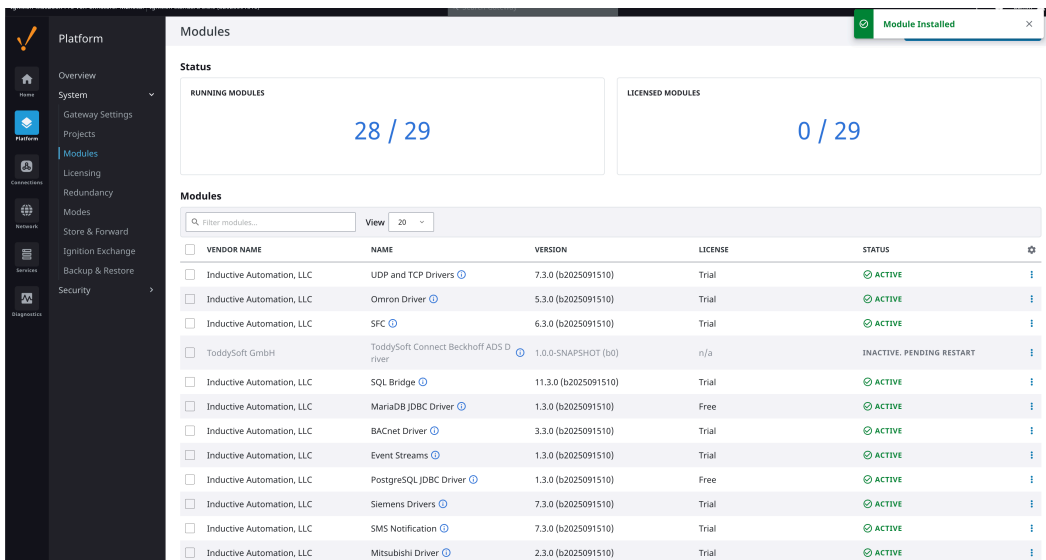 Module Installed
Platform
Modules
Overview
System
Gateway Settings
Projects
Modules
Licensing
Redundancy
Modes
Store & Forward
Ignition Exchange
Backup & Restore
Security
Home
Platform
Connections
Network
Services
Diagnostics
Status
RUNNING MODULES
28 / 29
LICENSED MODULES
0 / 29
Modules
Filter modules... View 20
VENDOR NAME NAME VERSION LICENSE STATUS
Inductive Automation, LLC UDP and TCP Drivers 7.3.0 (b2025091510) Trial ACTIVE
Inductive Automation, LLC Omron Driver 5.3.0 (b2025091510) Trial ACTIVE
Inductive Automation, LLC SFC 6.3.0 (b2025091510) Trial ACTIVE
ToddySoft GmbH ToddySoft Connect Beckhoff ADS D 1.0.0-SNAPSHOT (b0) n/a INACTIVE. PENDING RESTART
river
Inductive Automation, LLC SQL Bridge 11.3.0 (b2025091510) Trial ACTIVE
Inductive Automation, LLC MariaDB JDBC Driver 1.3.0 (b2025091510) Free ACTIVE
Inductive Automation, LLC BACnet Driver 3.3.0 (b2025091510) Trial ACTIVE
Inductive Automation, LLC Event Streams 1.3.0 (b2025091510) Trial ACTIVE
Inductive Automation, LLC PostgreSQL JDBC Driver 1.3.0 (b2025091510) Free ACTIVE
Inductive Automation, LLC Siemens Drivers 7.3.0 (b2025091510) Trial ACTIVE
Inductive Automation, LLC SMS Notification 7.3.0 (b2025091510) Trial ACTIVE
Inductive Automation, LLC Mitsubishi Driver 2.3.0 (b2025091510) Trial ACTIVE